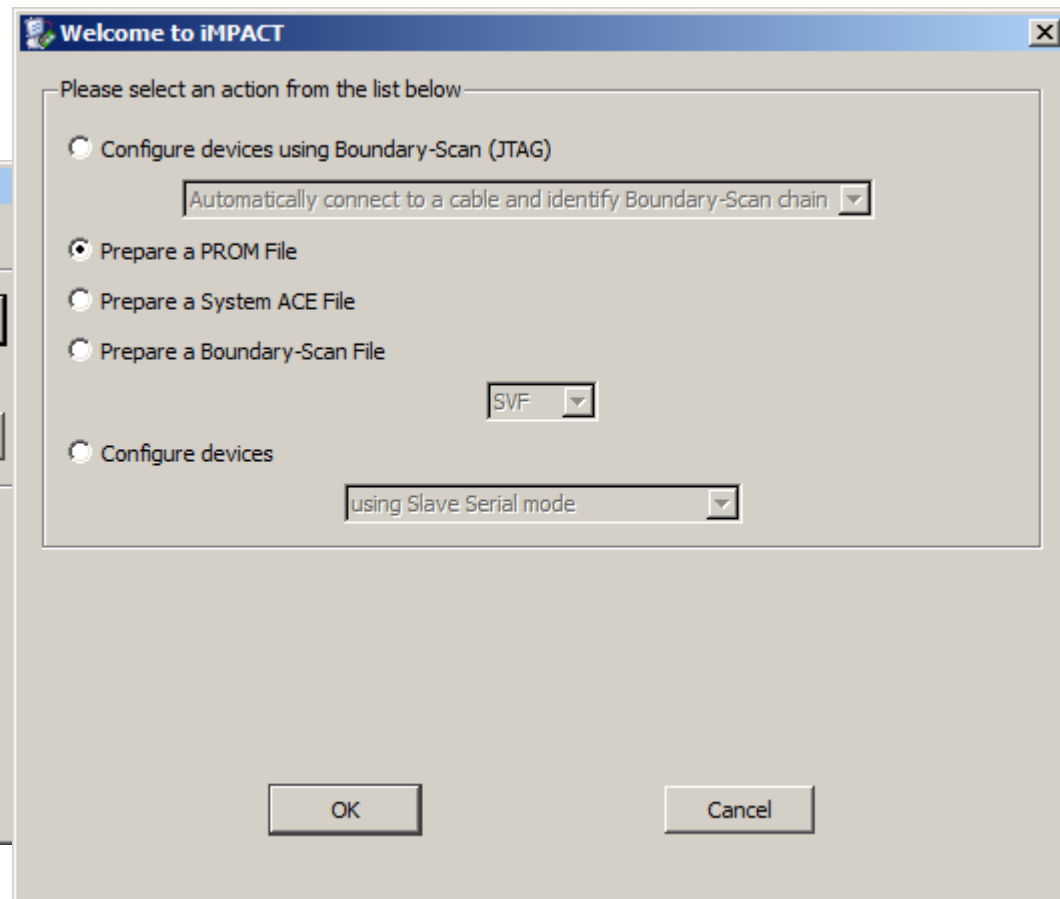 Welcome to iMPACT
Please select an action from the list below
Configure devices using Boundary-Scan (JTAG)
Automatically connect to a cable and identify Boundary-Scan chain
Prepare a PROM File
Prepare a System ACE File
Prepare a Boundary-Scan File
SVF
Configure devices
using Slave Serial mode
OK
Cancel